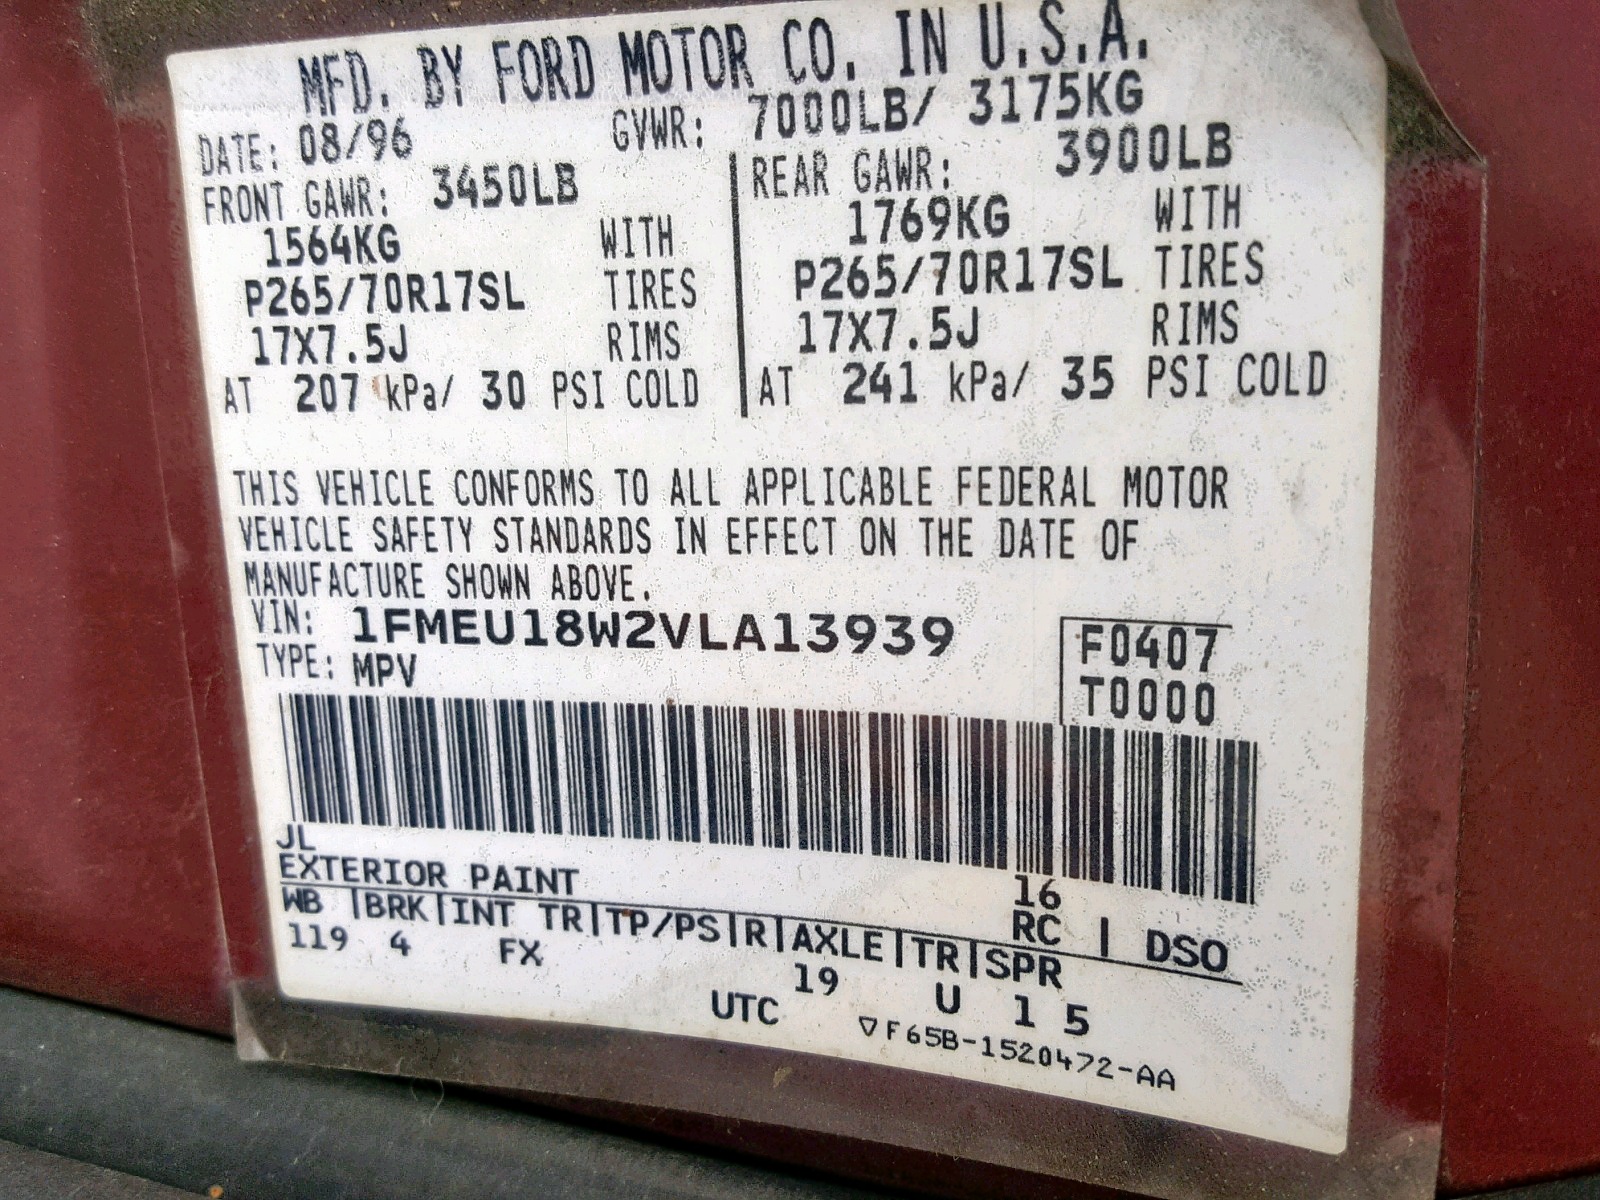 MFD. BY FORD MOTOR CO. IN U.S.A.
DATE: 08/96 GVWR: 7000LB/ 3175KG
FRONT GAWR: 3450LB REAR GAWR: 3900LB
1564KG WITH 1769KG WITH
P265/70R17SL TIRES P265/70R17SL TIRES
17X7.5J RIMS 17X7.5J RIMS
AT 207 kPa/ 30 PSI COLD AT 241 kPa/ 35 PSI COLD
THIS VEHICLE CONFORMS TO ALL APPLICABLE FEDERAL MOTOR
VEHICLE SAFETY STANDARDS IN EFFECT ON THE DATE OF
MANUFACTURE SHOWN ABOVE.
VIN: 1FMEU18W2VLA13939 F0407
TYPE: MPV T0000
JL
EXTERIOR PAINT 16
RC | DSO
WB |BRK|INT TR|TP/PS|R|AXLE|TR|SPR
119 4 FX 19 U 1 5
UTC ▽F65B-1520472-AA